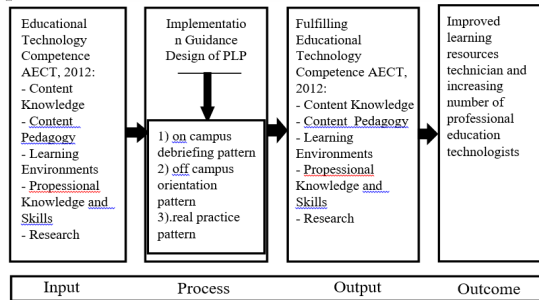 Educational
Technology
Competence
AECT, 2012:
- Content
Knowledge
- Content
Pedagogy
- Learning
Environments
- Propessional
Knowledge and
Skills
- Research
Implementatio
n Guidance
Design of PLP
1) on campus
debriefing pattern
2) off campus
orientation
pattern
3).real practice
pattern
Fulfilling
Educational
Technology
Competence AECT,
2012:
- Content Knowledge
- Content Pedagogy
- Learning
Environments
- Propessional
Knowledge and
Skills
- Research
Improved
learning
resources
technician and
increasing
number of
professional
education
technologists
Input
Process
Output
Outcome